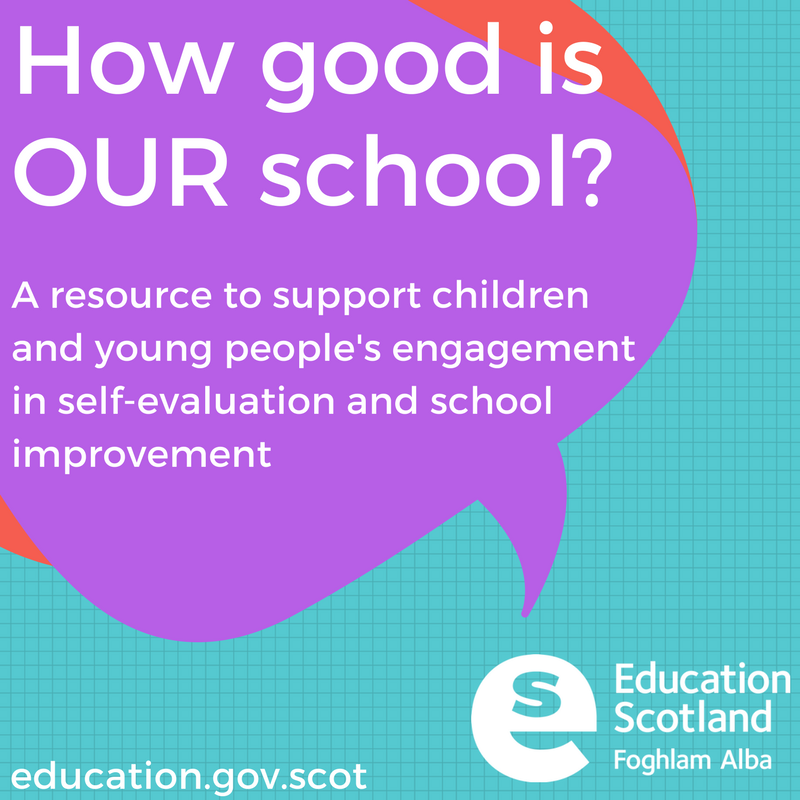 How good is
OUR school?
A resource to support children
and young people's engagement
in self-evaluation and school
improvement
es
Education
Scotland
Foghlam Alba
education.gov.scot